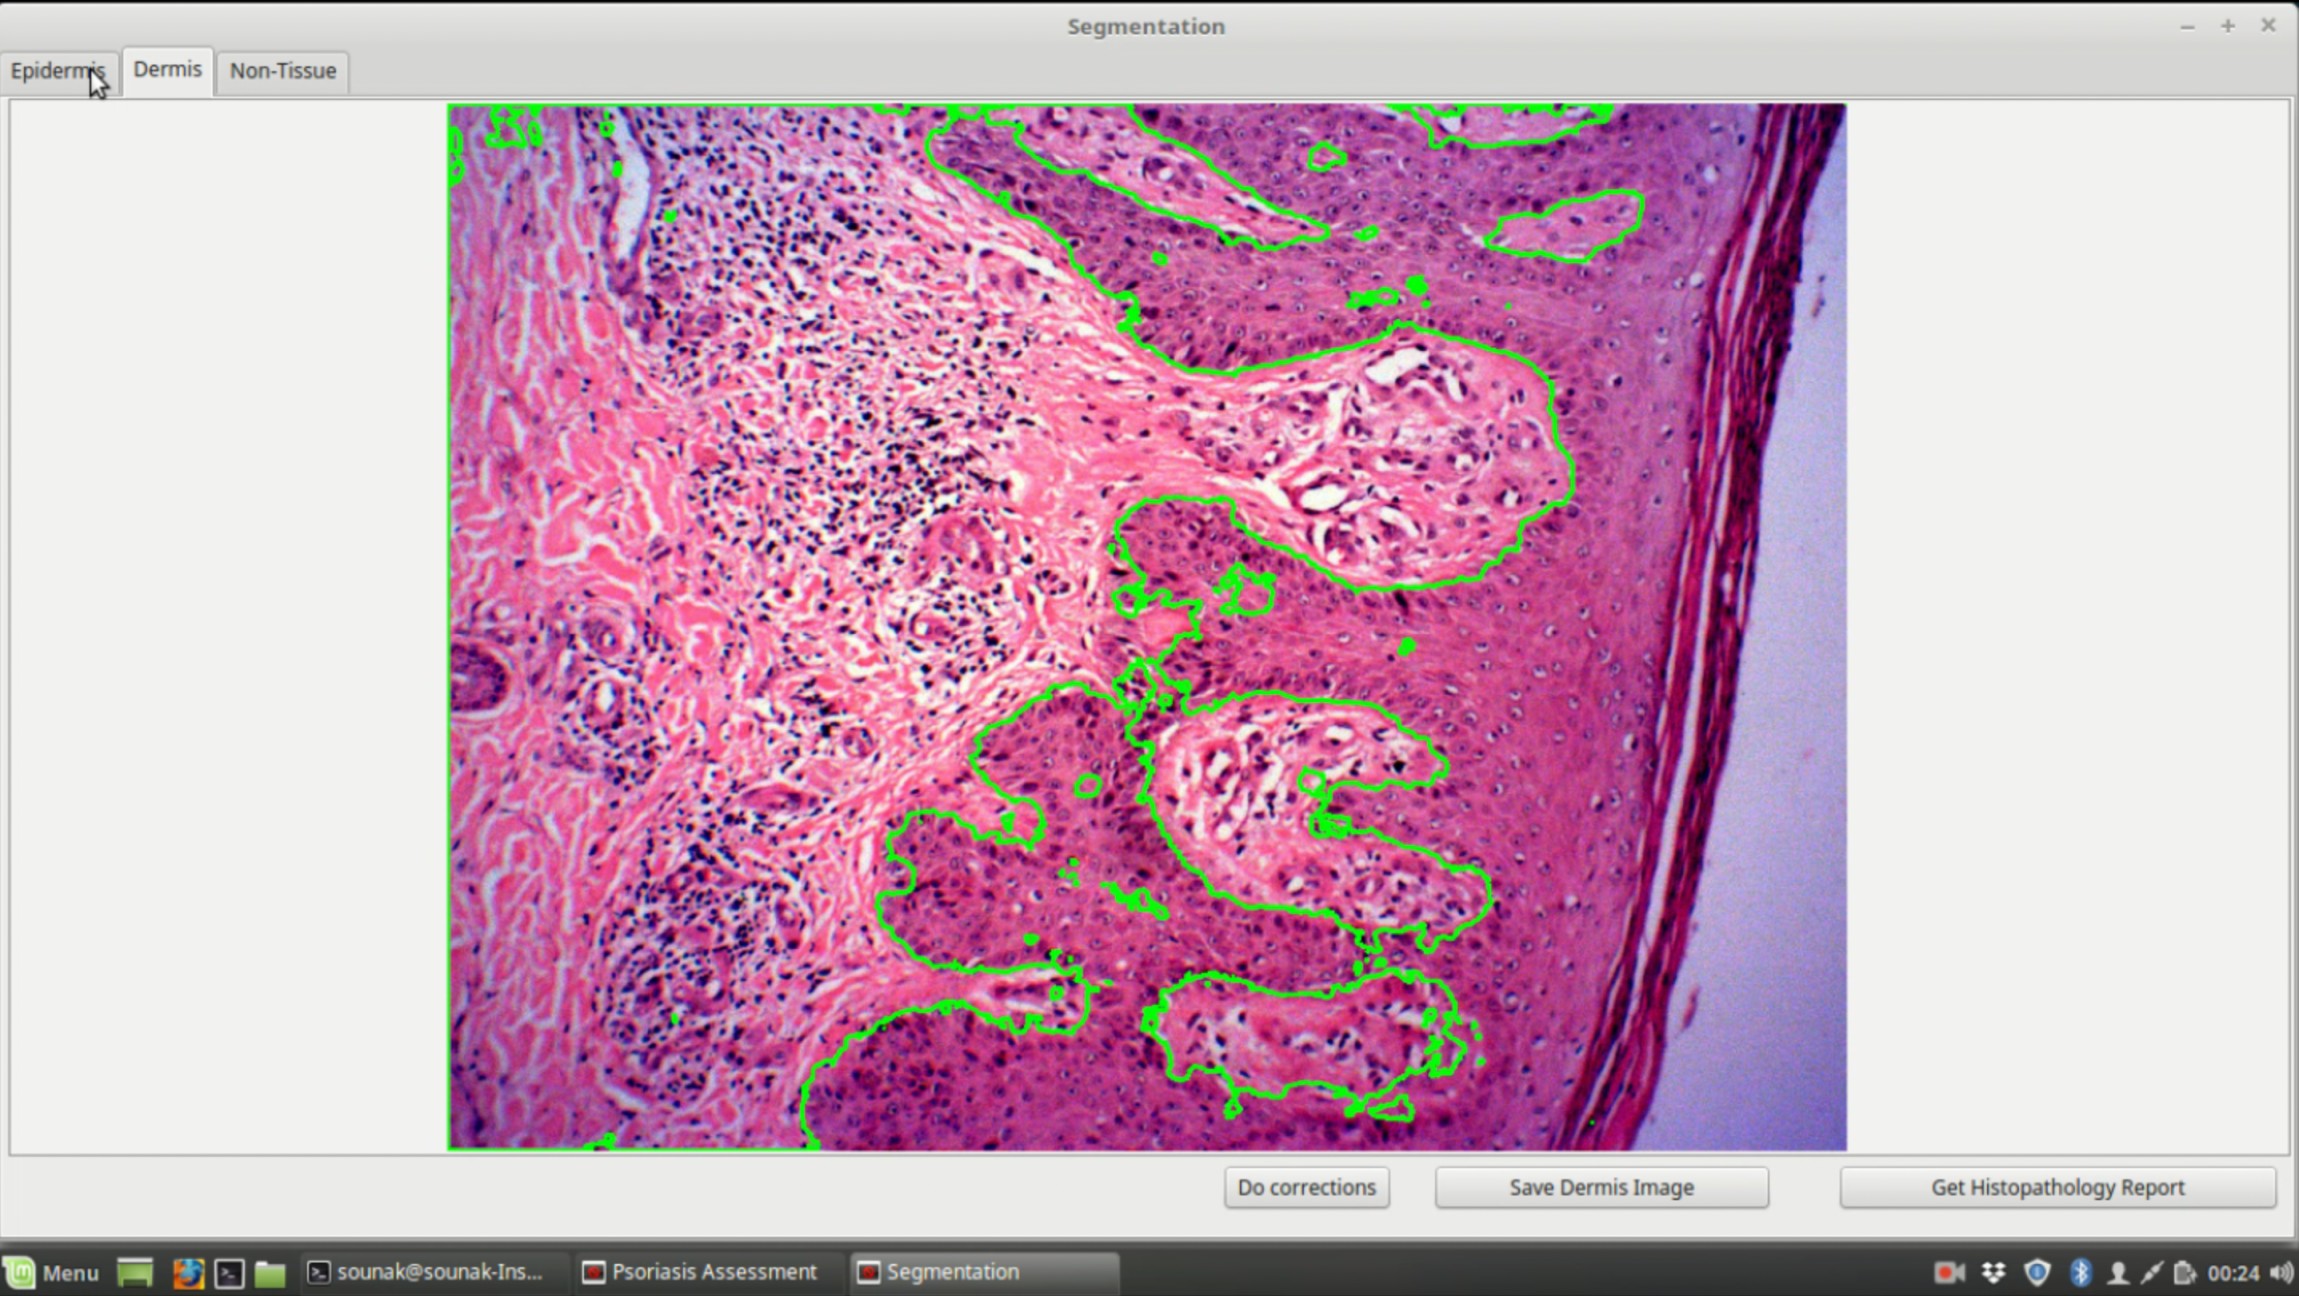 Segmentation
Epidermis Dermis Non-Tissue
Do corrections Save Dermis Image Get Histopathology Report
Menu sounak@sounak-Ins... Psoriasis Assessment Segmentation 00:24